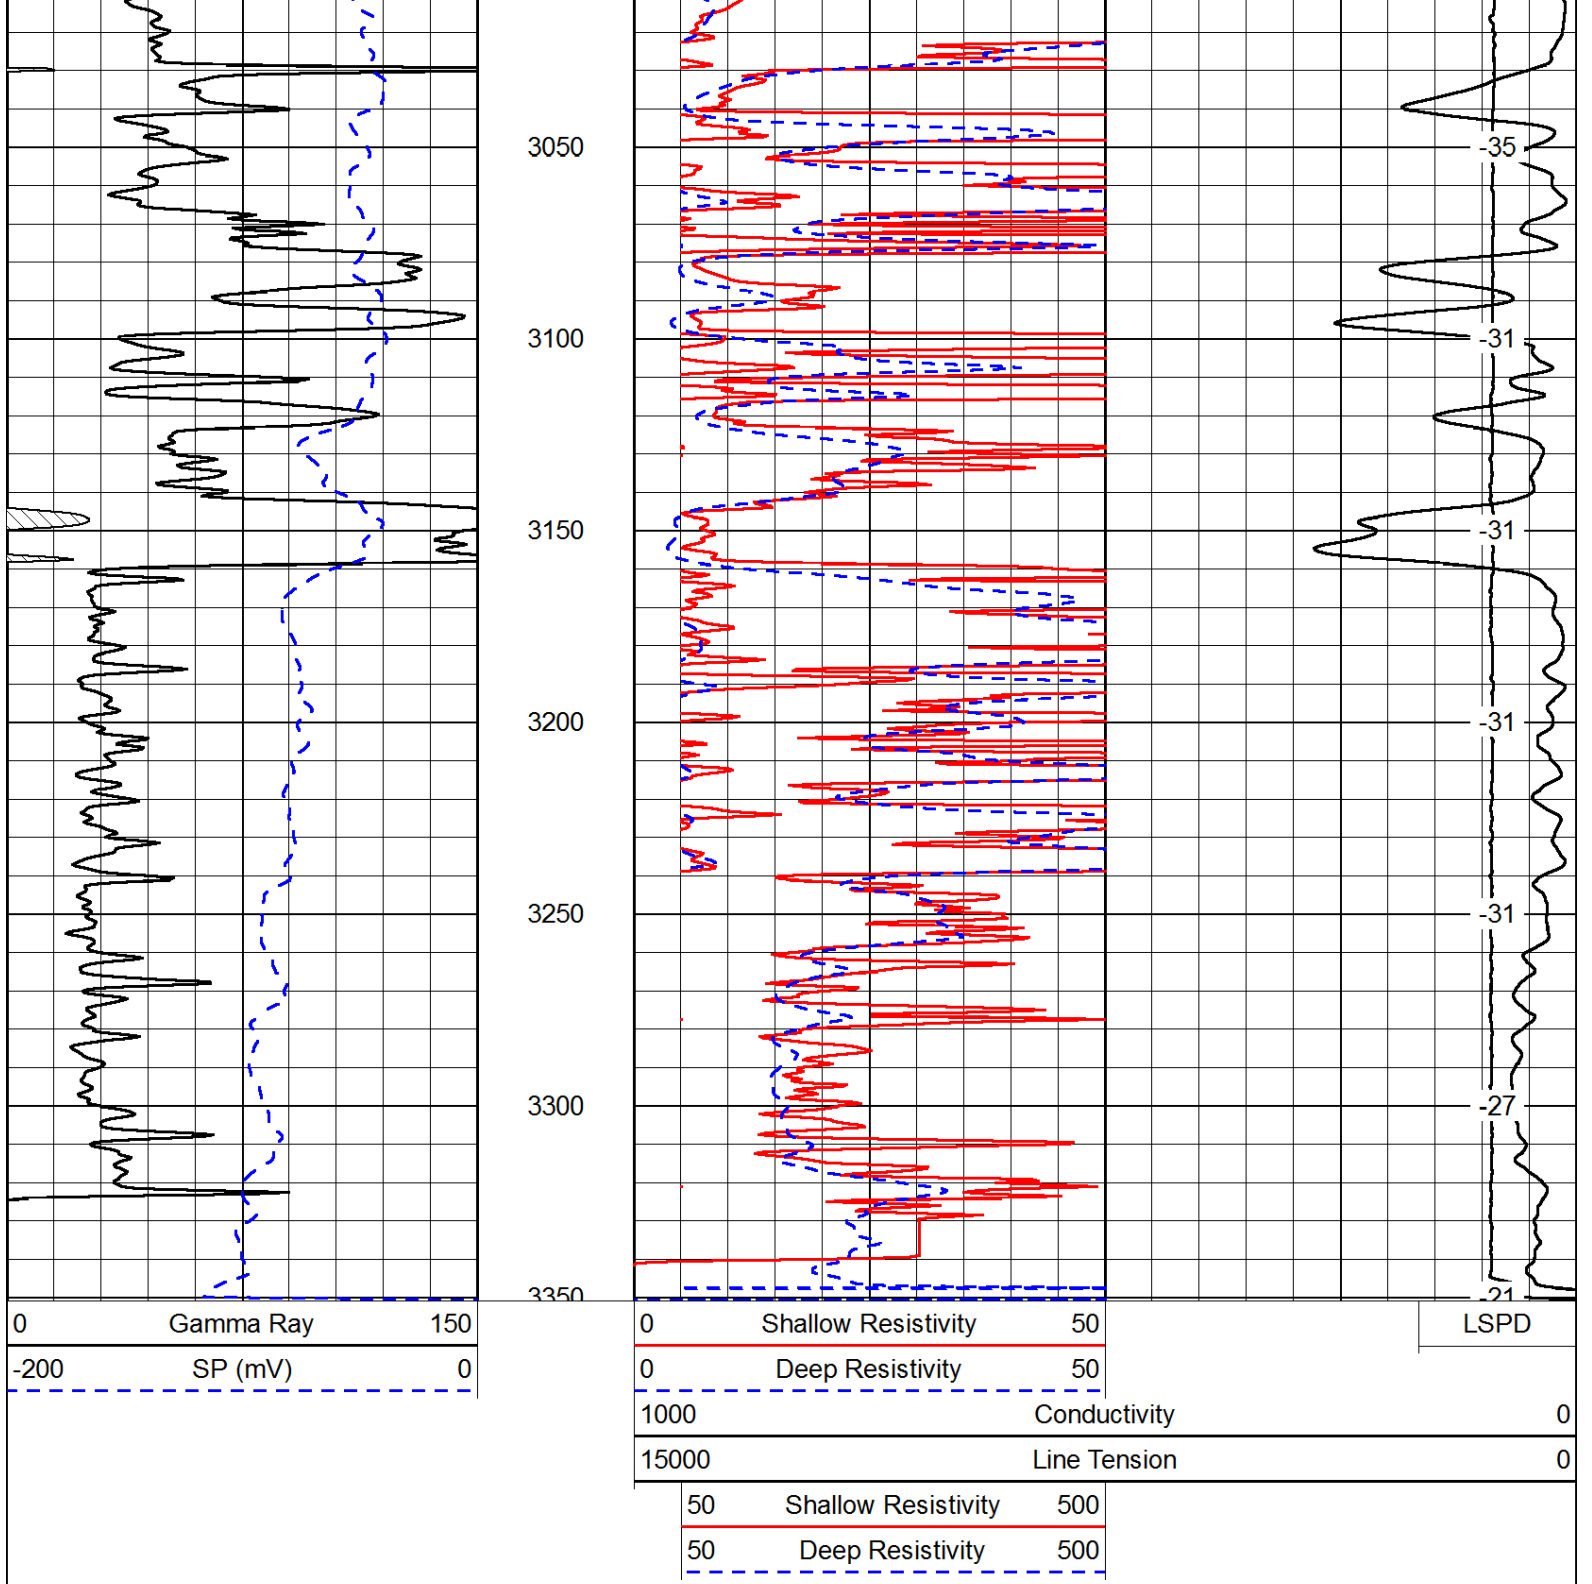 3050 -35
3100 -31
3150 -31
3200 -31
3250 -31
3300 -27
3350 -21
0 Gamma Ray 150
-200 SP (mV) 0
0 Shallow Resistivity 50
0 Deep Resistivity 50
LSPD
1000 Conductivity 0
15000 Line Tension 0
50 Shallow Resistivity 500
50 Deep Resistivity 500